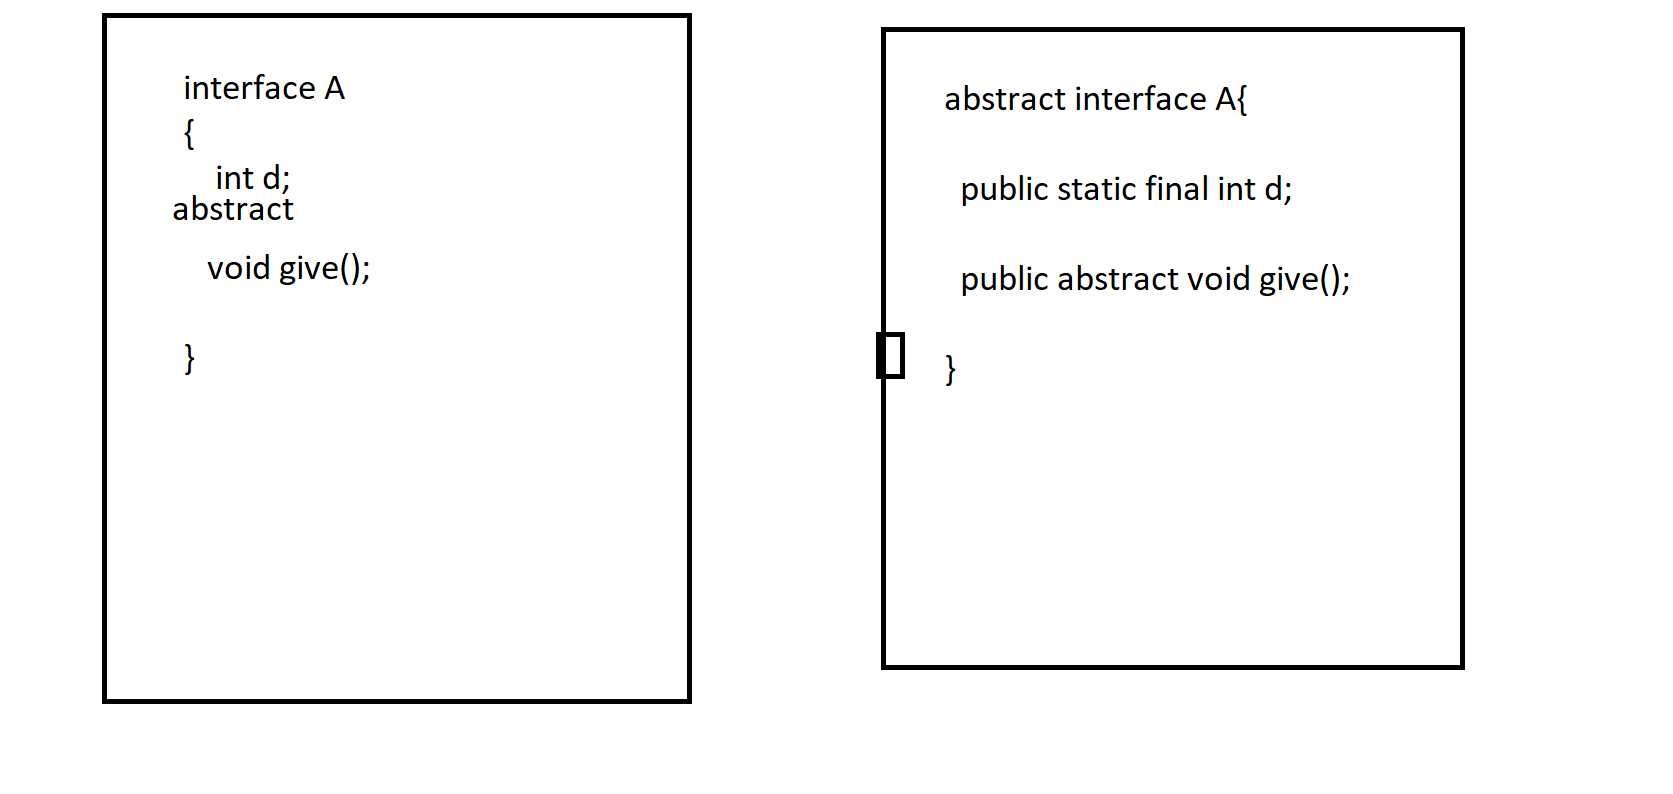 interface A
{
int d;
abstract
void give();
}
abstract interface A{
public static final int d;
public abstract void give();
}